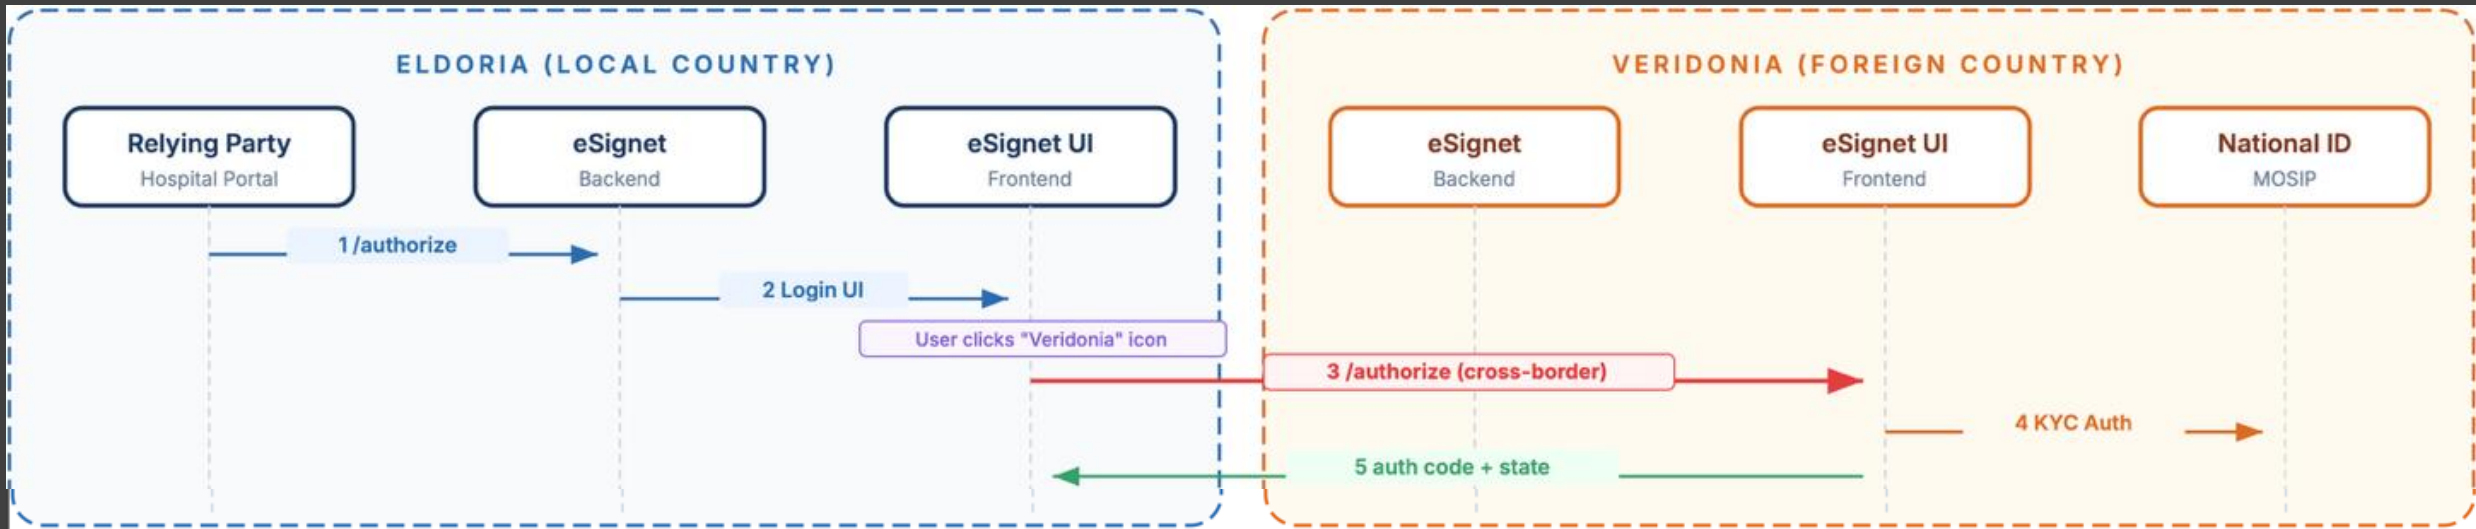 ELDORIA (LOCAL COUNTRY)
VERIDONIA (FOREIGN COUNTRY)
Relying Party
Hospital Portal
eSignet
Backend
eSignet UI
Frontend
eSignet
Backend
eSignet UI
Frontend
National ID
MOSIP
1 /authorize
2 Login UI
User clicks "Veridonia" icon
3 /authorize (cross-border)
4 KYC Auth
5 auth code + state